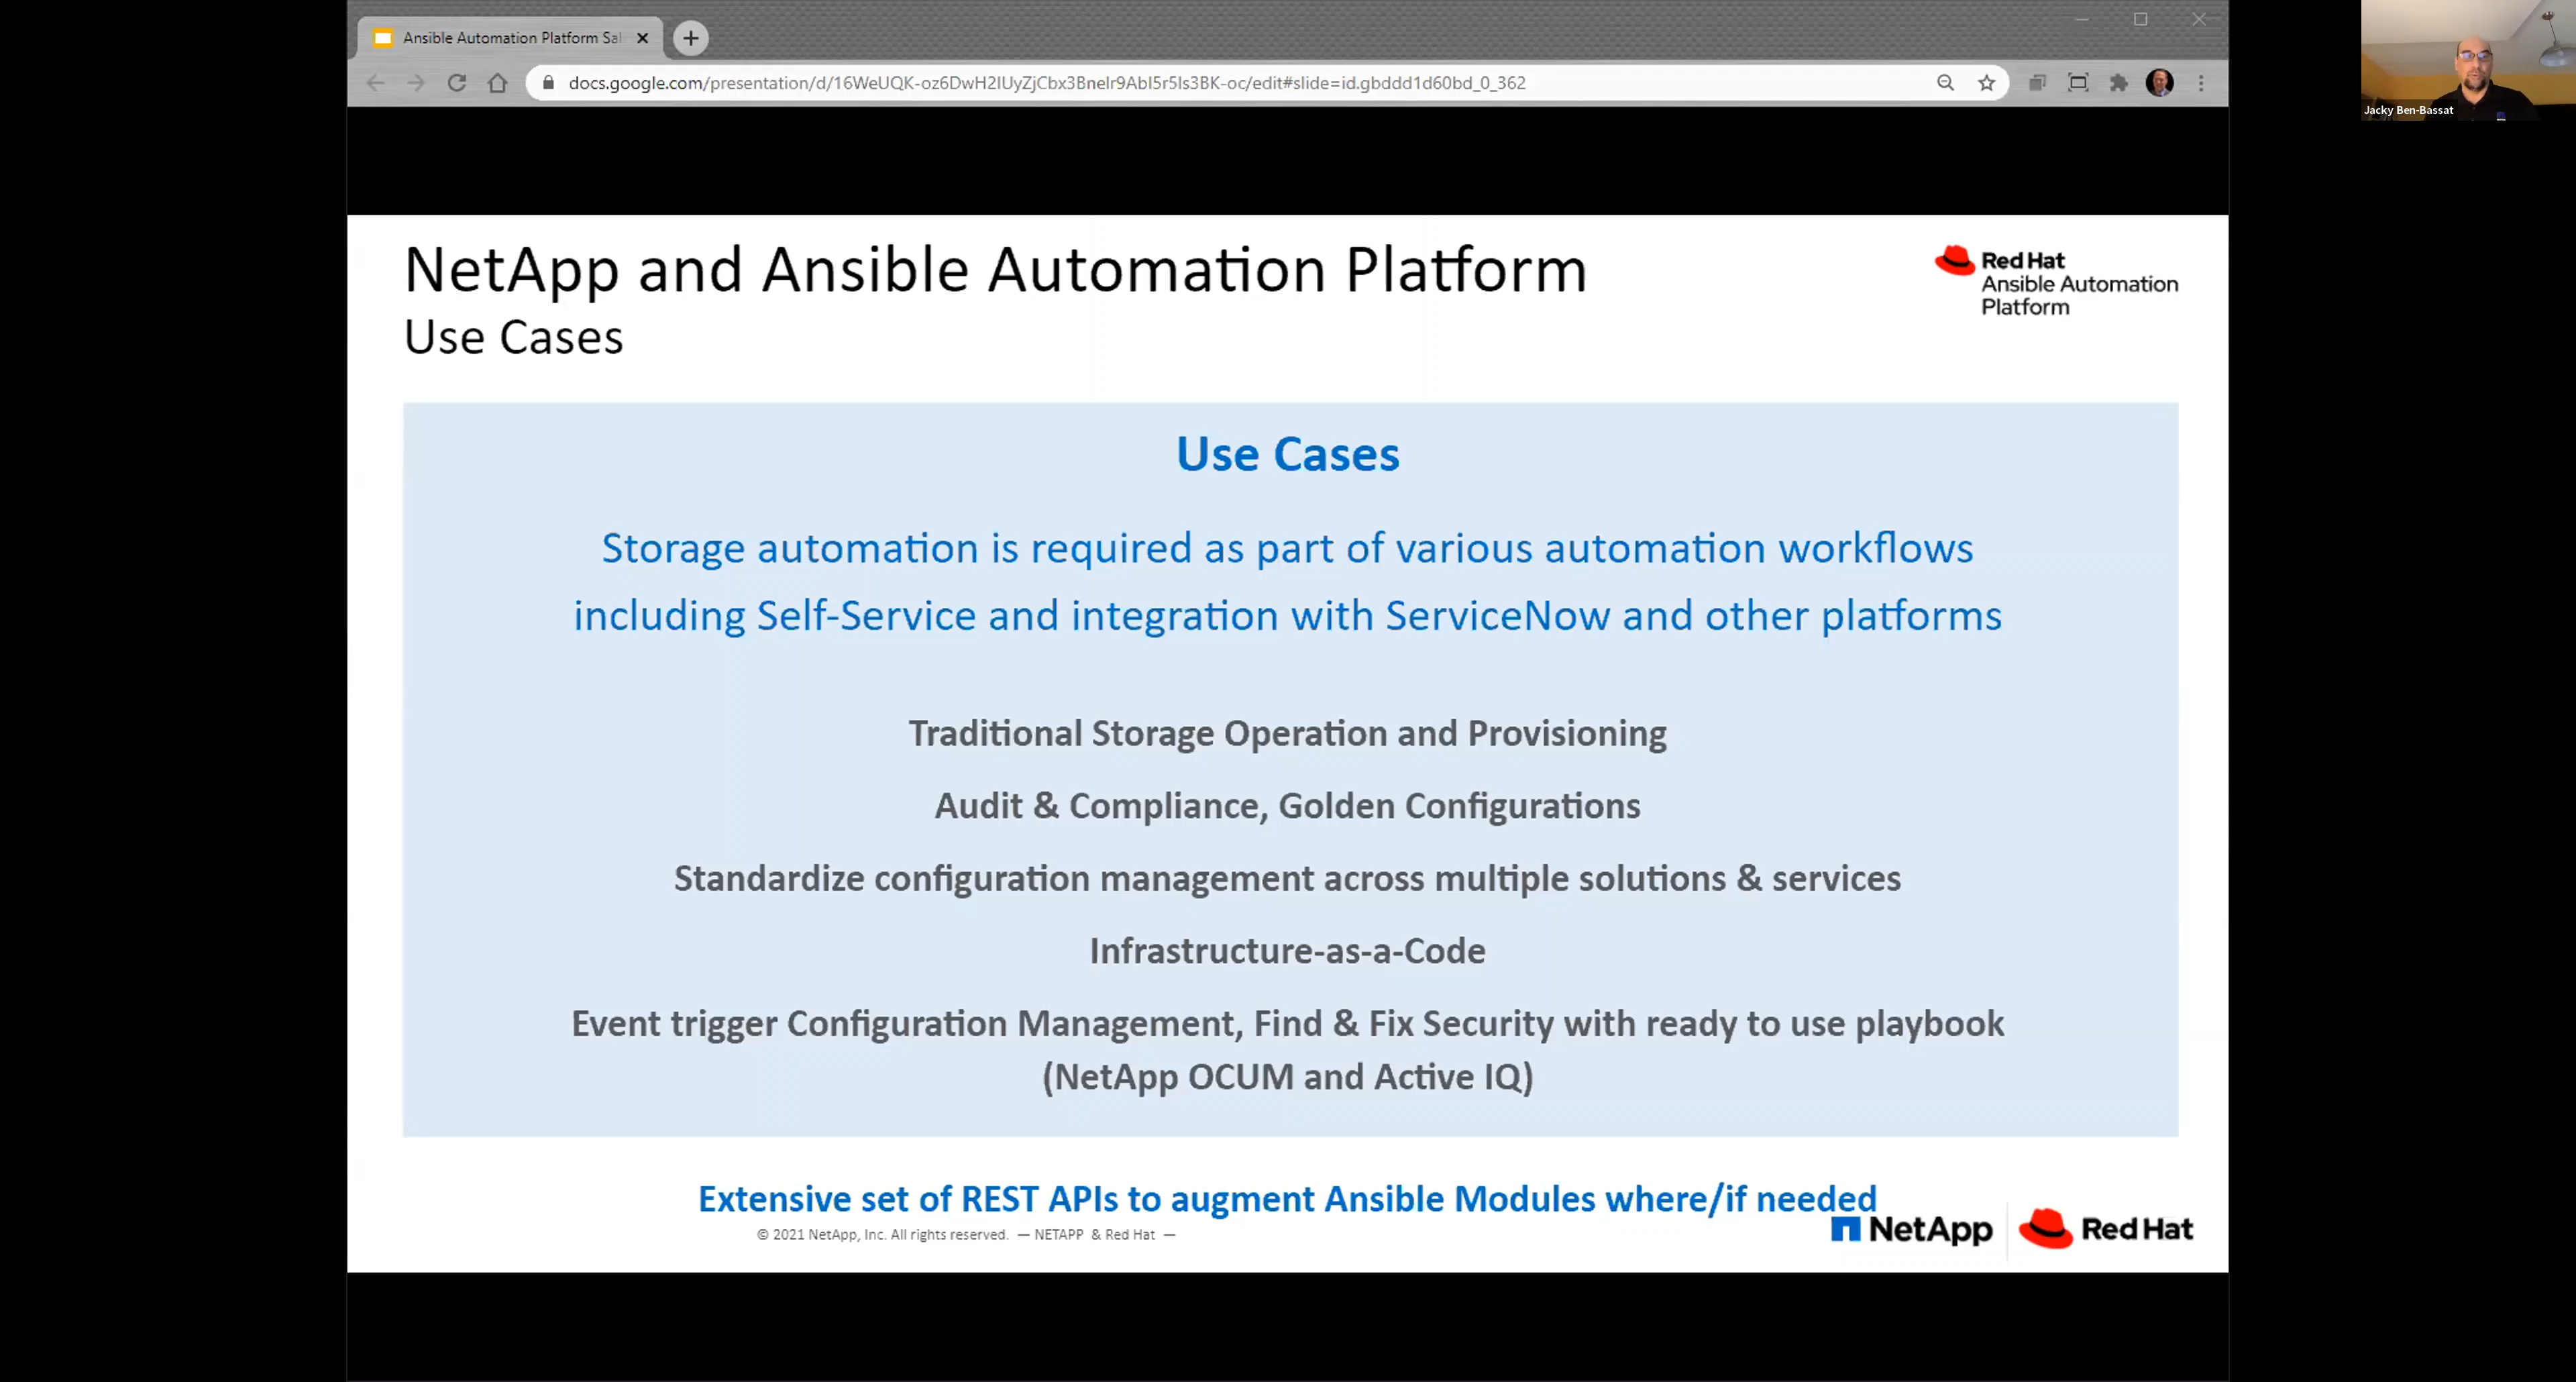 Ansible Automation Platform Sal
docs.google.com/presentation/d/16WeUQK-oz6DwH2IUyZjCbx3Bnelr9AbI5r5Is3BK-oc/edit#slide=id.gbddd1d60bd_0_362
Jacky Ben-Bassat
NetApp and Ansible Automation Platform
Use Cases
Red Hat
Ansible Automation
Platform
Use Cases
Storage automation is required as part of various automation workflows
including Self-Service and integration with ServiceNow and other platforms
Traditional Storage Operation and Provisioning
Audit & Compliance, Golden Configurations
Standardize configuration management across multiple solutions & services
Infrastructure-as-a-Code
Event trigger Configuration Management, Find & Fix Security with ready to use playbook
(NetApp OCUM and Active IQ)
Extensive set of REST APIs to augment Ansible Modules where/if needed
© 2021 NetApp, Inc. All rights reserved. — NETAPP & Red Hat —
NetApp
Red Hat